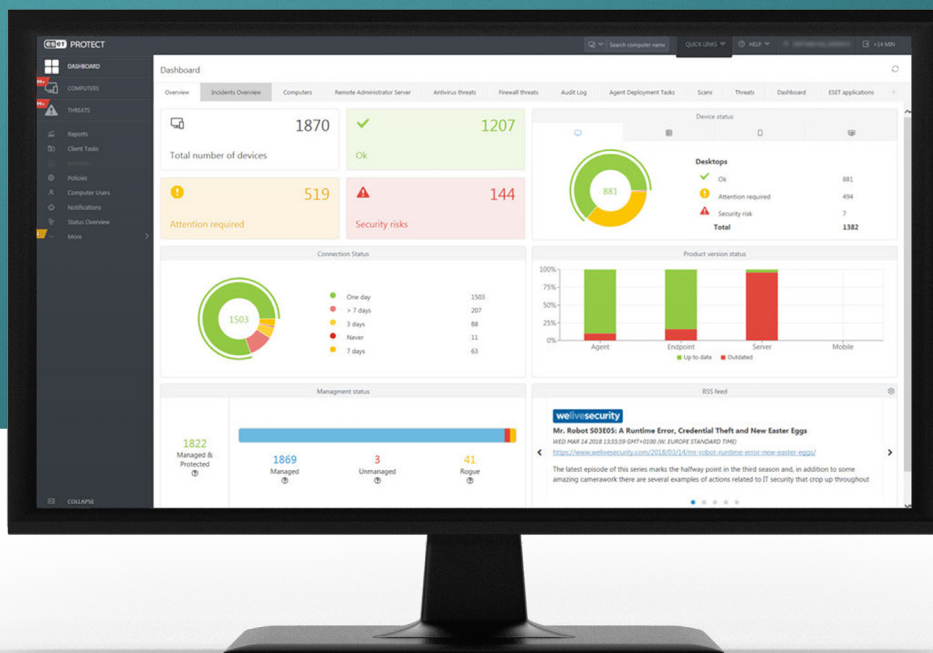 eset PROTECT
Search computer name
QUICK LINKS
HELP
>14 MIN
DASHBOARD
COMPUTERS
THREATS
Reports
Client Tasks
Policies
Computer Users
Notifications
Status Overview
More
COLLAPSE
Dashboard
Overview Incidents Overview Computers Remote Administrator Server Antivirus threats Firewall threats Audit Log Agent Deployment Tasks Scans Threats Dashboard ESET applications
1870
Total number of devices
1207
Ok
519
Attention required
144
Security risks
Device status
881
Desktops
Ok 881
Attention required 494
Security risk 7
Total 1382
Connection Status
1503
One day 1503
> 7 days 207
3 days 88
Never 11
7 days 63
Product version status
100%
75%
50%
25%
0%
Agent Endpoint Server Mobile
Up to date Outdated
Managment status
1822
Managed &
Protected
1869
Managed
3
Unmanaged
41
Rogue
RSS feed
welivesecurity
Mr. Robot S03E05: A Runtime Error, Credential Theft and New Easter Eggs
WED MAR 14 2018 13:55:59 GMT+0100 (W. EUROPE STANDARD TIME)
https://www.welivesecurity.com/2018/03/14/mr-robot-runtime-error-new-easter-eggs/
The latest episode of this series marks the halfway point in the third season and, in addition to some
amazing camerawork there are several examples of actions related to IT security that crop up throughout